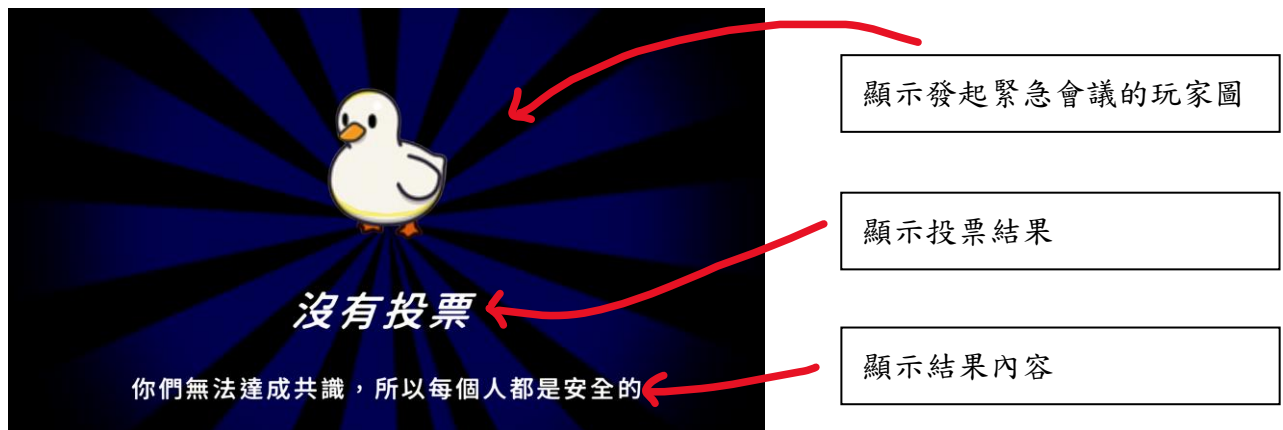 顯示發起緊急會議的玩家圖
顯示投票結果
沒有投票
顯示結果內容
你們無法達成共識，所以每個人都是安全的